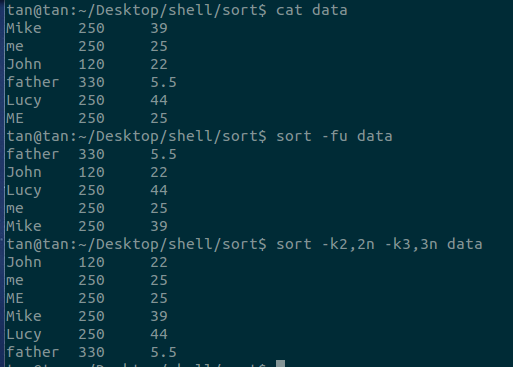 tan@tan:~/Desktop/shell/sort$ cat data
Mike    250     39
me      250     25
John    120     22
father  330     5.5
Lucy    250     44
ME      250     25
tan@tan:~/Desktop/shell/sort$ sort -fu data
father  330     5.5
John    120     22
Lucy    250     44
me      250     25
Mike    250     39
tan@tan:~/Desktop/shell/sort$ sort -k2,2n -k3,3n data
John    120     22
me      250     25
ME      250     25
Mike    250     39
Lucy    250     44
father  330     5.5